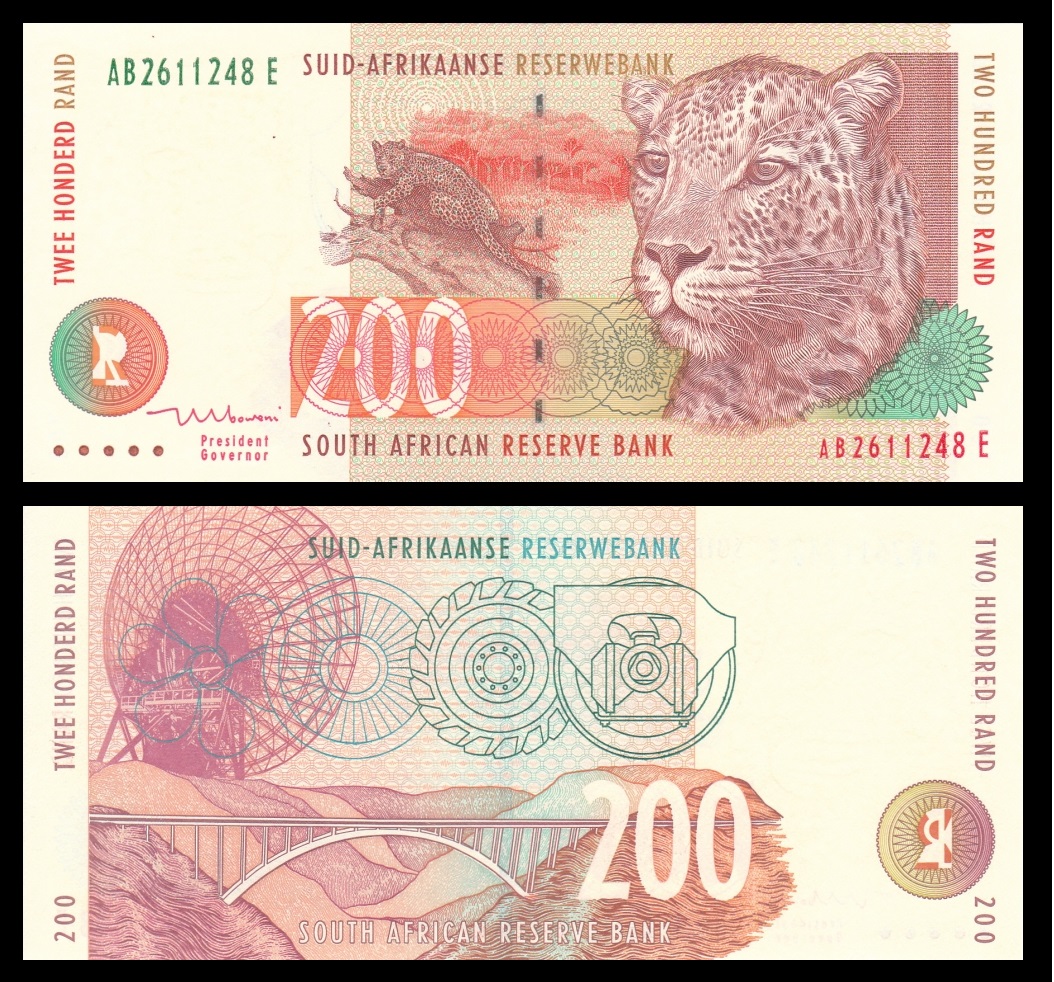 TWEE HONDERD RAND
AB2611248 E
SUID-AFRIKAANSE RESERWEBANK
TWO HUNDRED RAND
200
President
Governor
SOUTH AFRICAN RESERVE BANK
AB2611248 E
TWEE HONDERD RAND
SUID-AFRIKAANSE RESERWEBANK
TWO HUNDRED RAND
200
200
SOUTH AFRICAN RESERVE BANK
200